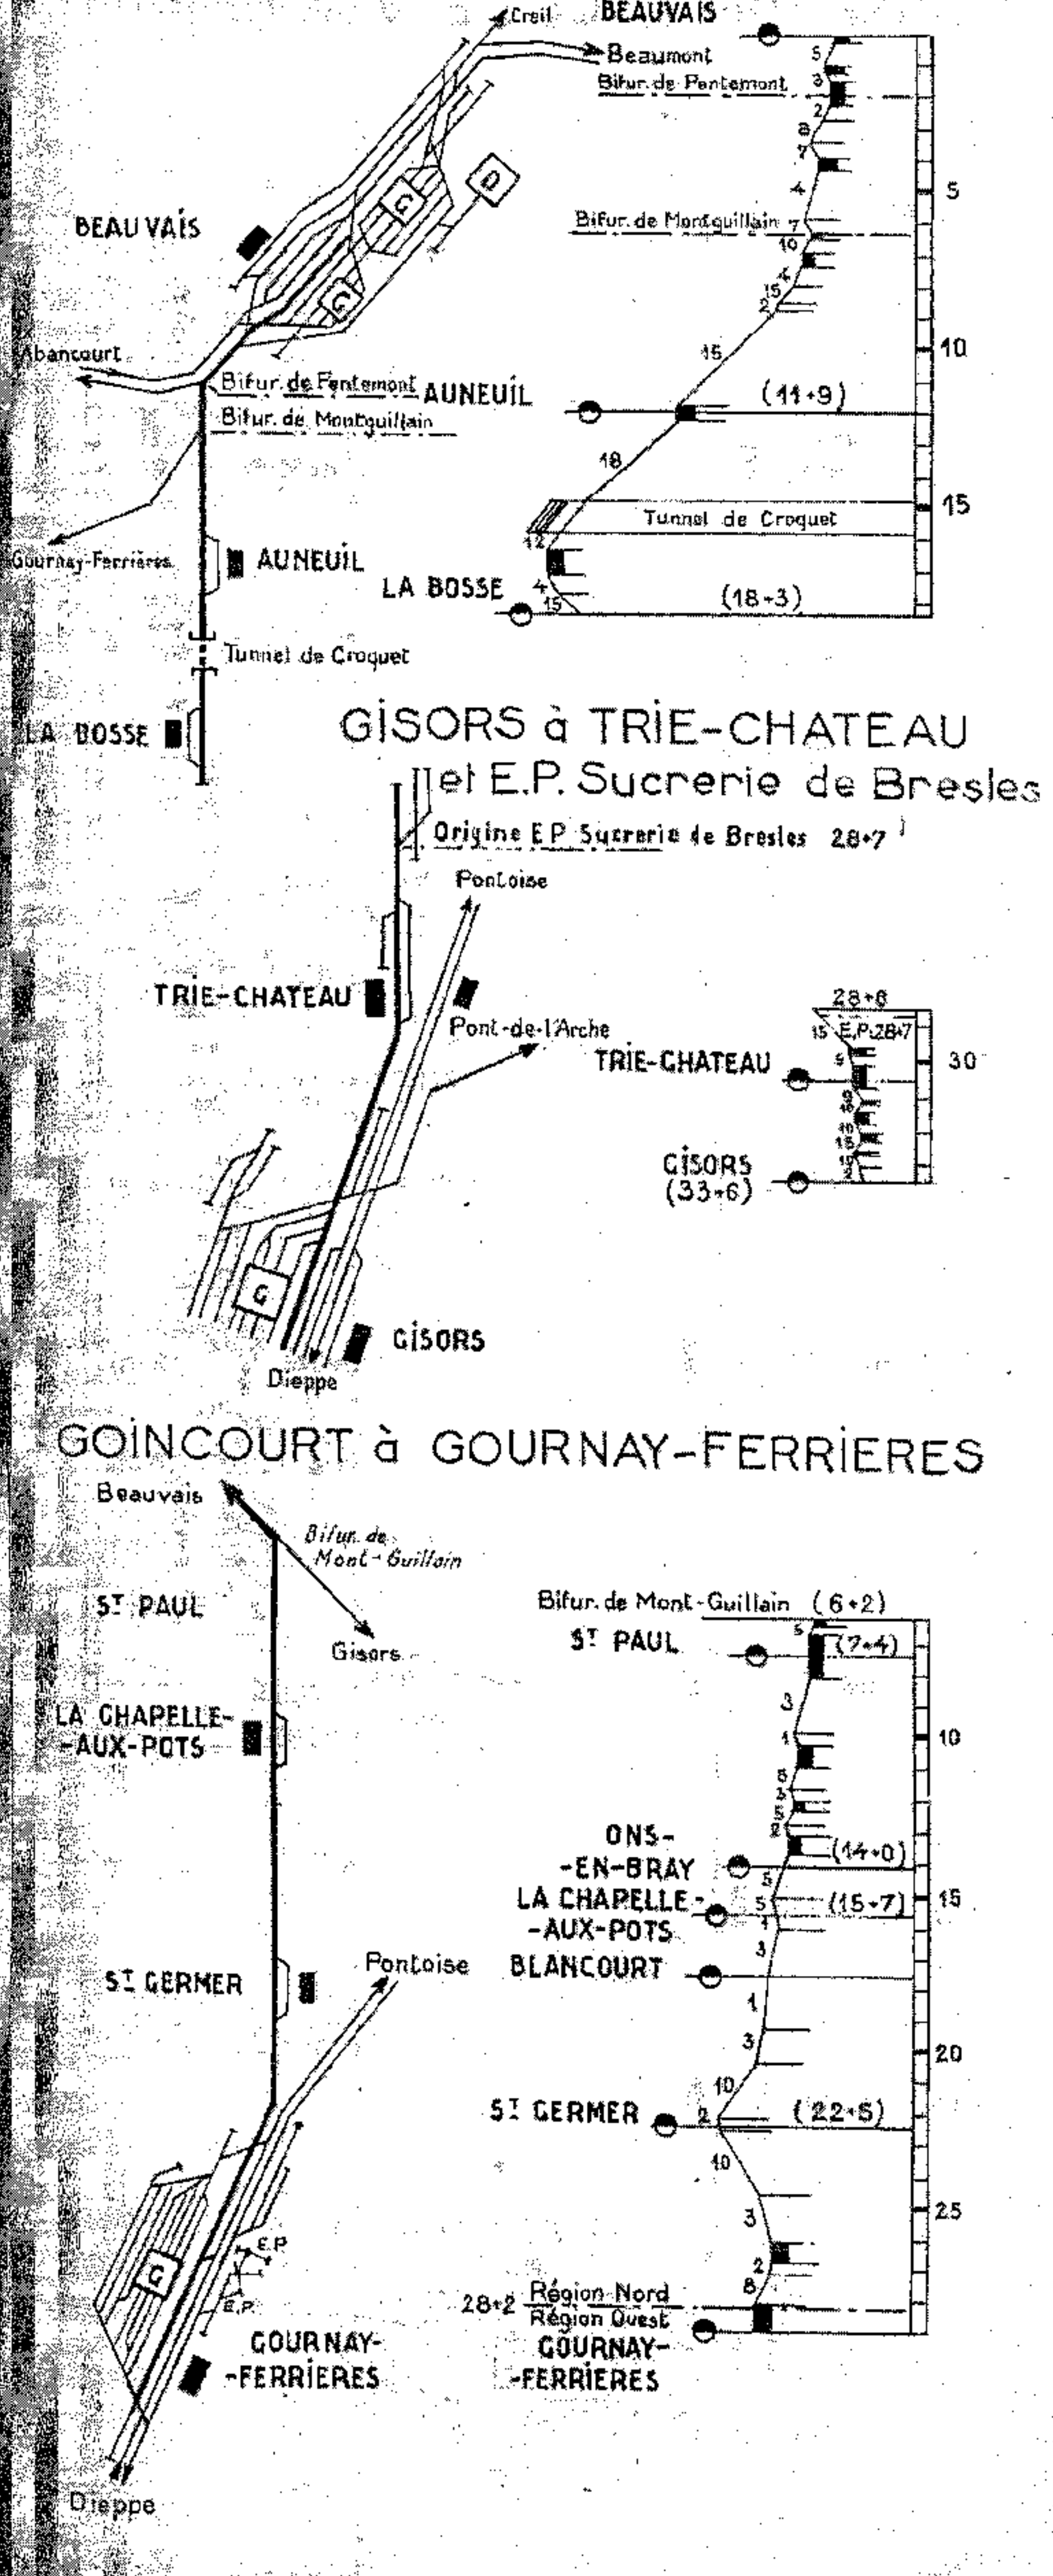 Creil
BEAUVAIS
Beaumont
Bifur. de Pentemont
5
3
2
8
7
4
5
D
G
G
BEAUVAIS
Bifur. de Montguillain
7
10
4
15
2
Abancourt
15
10
Bifur. de Pentemont
AUNEUIL
(11+9)
Bifur. de Montguillain
18
15
Tunnel de Croquet
12
Gournay-Ferrières
AUNEUIL
LA BOSSE
4
15
(18+3)
Tunnel de Croquet
LA BOSSE
GISORS à TRIE-CHATEAU
et E.P. Sucrerie de Bresles
Origine E P Sucrerie de Bresles 28+7
Pontoise
TRIE-CHATEAU
28+6
15
E.P. 28+7
Pont-de-l'Arche
TRIE-CHATEAU
5
30
GISORS
(33+6)
G
GISORS
Dieppe
GOINCOURT à GOURNAY-FERRIERES
Beauvais
Bifur. de
Mont-Guillain
ST PAUL
Gisors
Bifur. de Mont-Guillain (6+2)
ST PAUL
5
(7+4)
LA CHAPELLE-
-AUX-POTS
3
1
10
ONS-
-EN-BRAY
(14+0)
5
LA CHAPELLE-
-AUX-POTS
5
1
(15+7)
15
3
ST GERMER
Pontoise
BLANCOURT
1
3
20
10
ST GERMER
2
(22+5)
10
3
25
G
E.P.
E.P.
2
8
28+2
Région Nord
Région Ouest
GOURNAY-
-FERRIERES
GOURNAY-
-FERRIERES
Dieppe